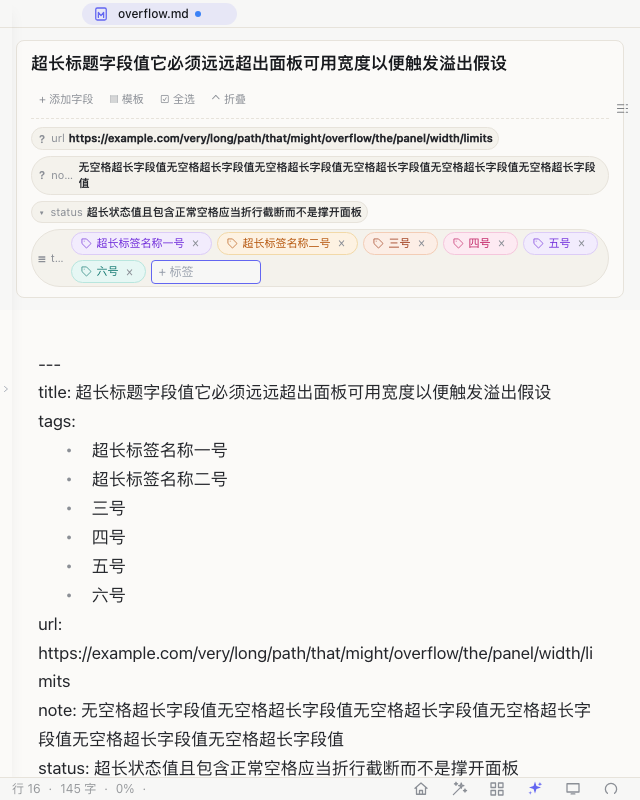 overflow.md
超长标题字段值它必须远远超出面板可用宽度以便触发溢出假设
+ 添加字段 模板 全选 折叠
? url https://example.com/very/long/path/that/might/overflow/the/panel/width/limits
? no... 无空格超长字段值无空格超长字段值无空格超长字段值无空格超长字段值无空格超长字段值无空格超长字段
值
status 超长状态值且包含正常空格应当折行截断而不是撑开面板
t... 超长标签名称一号 × 超长标签名称二号 × 三号 × 四号 × 五号 ×
六号 × + 标签
---
title: 超长标题字段值它必须远远超出面板可用宽度以便触发溢出假设
tags:
• 超长标签名称一号
• 超长标签名称二号
• 三号
• 四号
• 五号
• 六号
url:
https://example.com/very/long/path/that/might/overflow/the/panel/width/li
mits
note: 无空格超长字段值无空格超长字段值无空格超长字段值无空格超长字
段值无空格超长字段值无空格超长字段值
status: 超长状态值且包含正常空格应当折行截断而不是撑开面板
行 16 · 145 字 · 0% ·